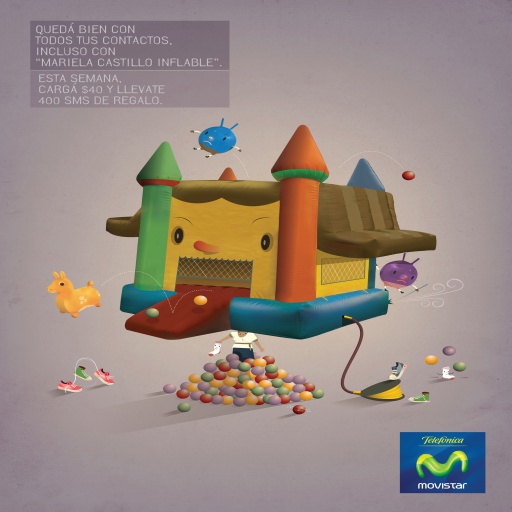 QUEDÁ BIEN CON
TODOS TUS CONTACTOS,
INCLUSO CON
"MARIELA CASTILLO INFLABLE".
ESTA SEMANA,
CARGÁ $40 Y LLEVATE
400 SMS DE REGALO.
Telefónica
movistar